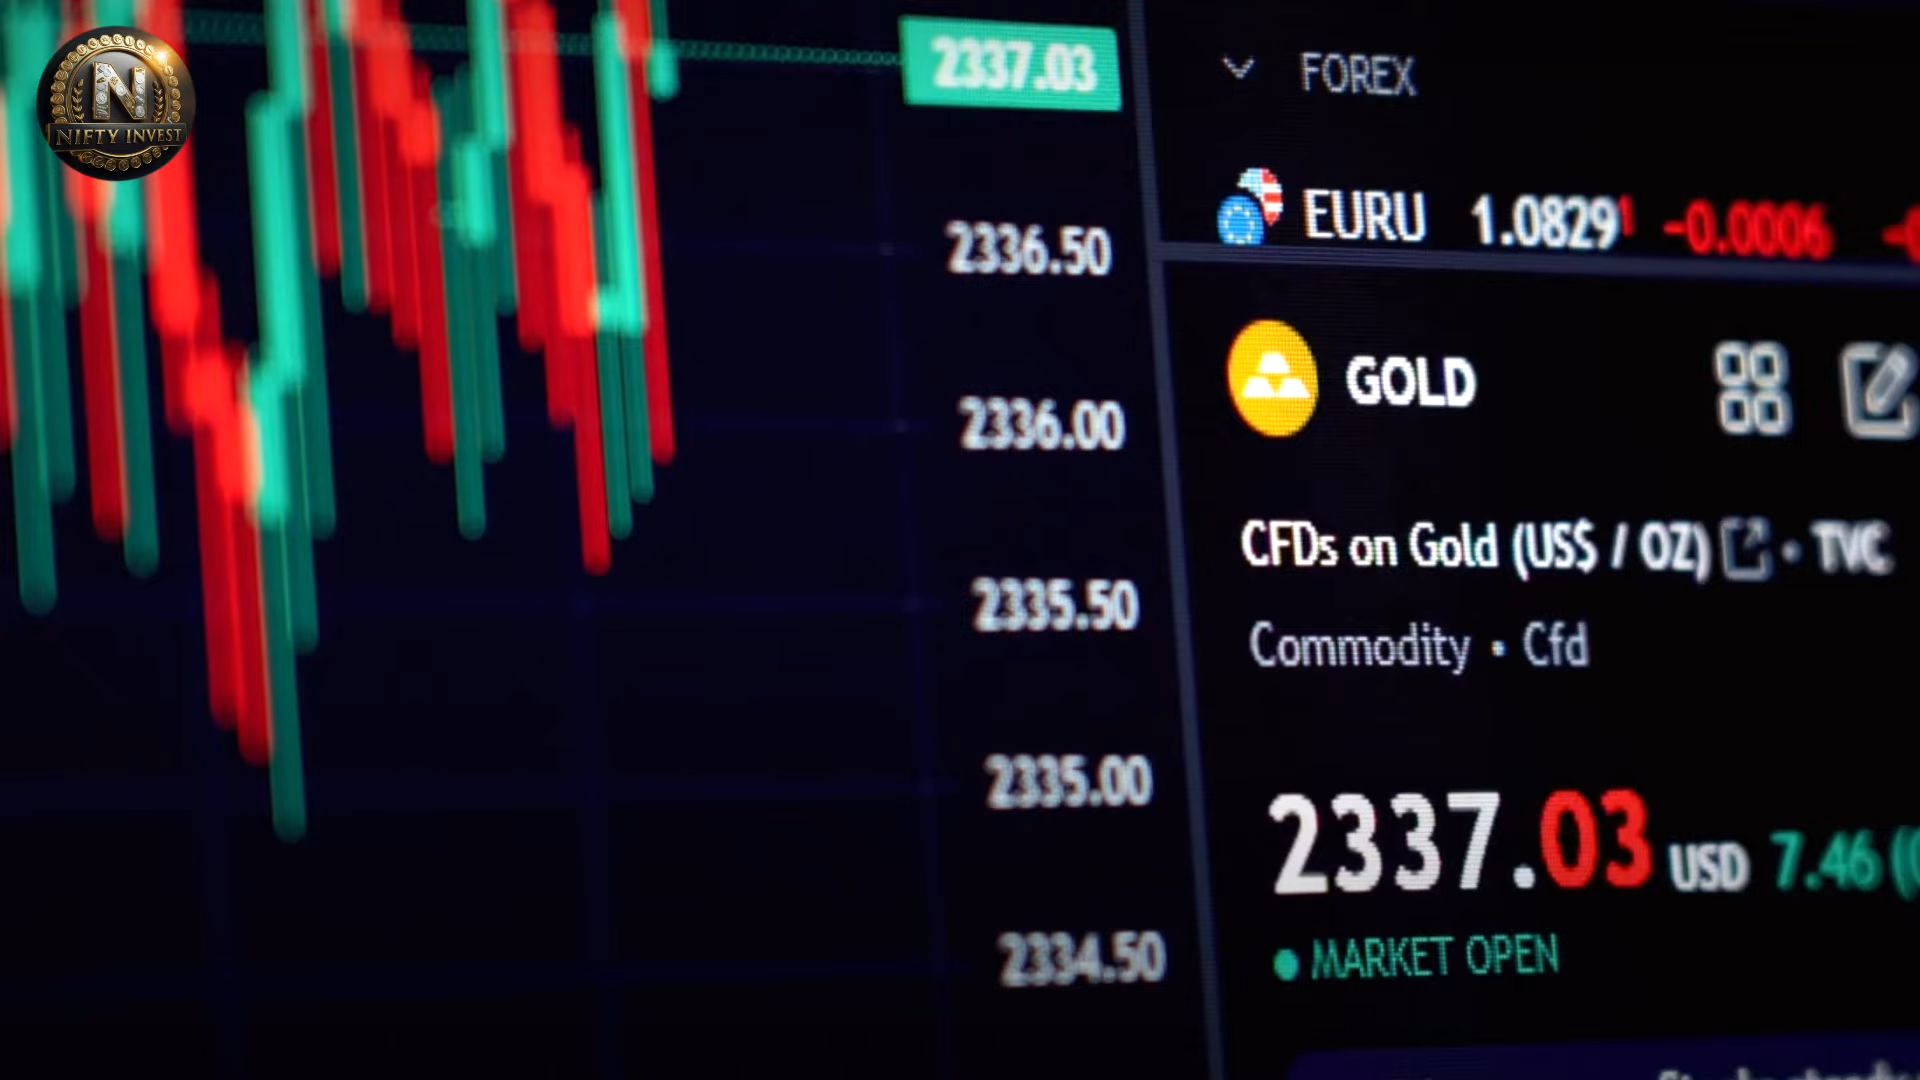 NIFTY INVEST
2337.03
2336.50
2336.00
2335.50
2335.00
2334.50
FOREX
EURU 1.0829¹ -0.0006
GOLD
CFDs on Gold (US$ / OZ) • TVC
Commodity • Cfd
2337.03 USD 7.46
MARKET OPEN